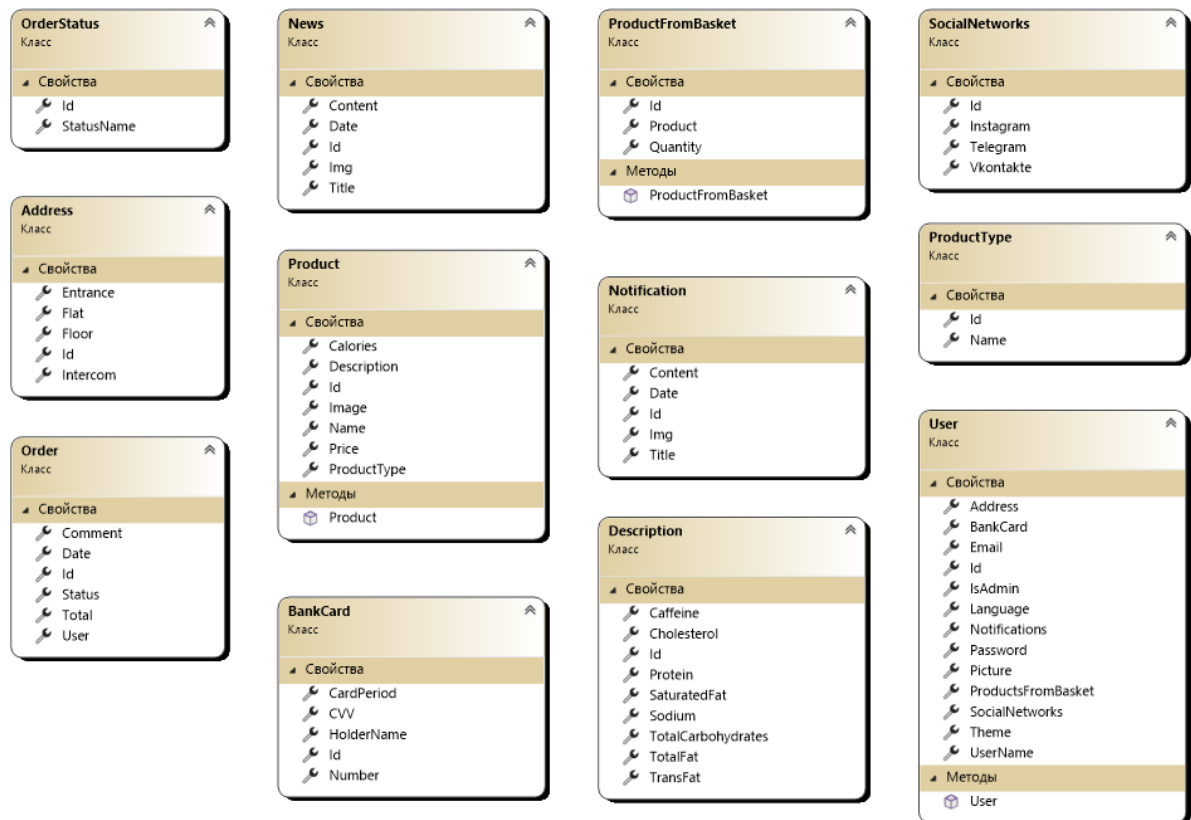 OrderStatus
Класс
Свойства
Id
StatusName
Address
Класс
Свойства
Entrance
Flat
Floor
Id
Intercom
Order
Класс
Свойства
Comment
Date
Id
Status
Total
User
News
Класс
Свойства
Content
Date
Id
Img
Title
Product
Класс
Свойства
Calories
Description
Id
Image
Name
Price
ProductType
Методы
Product
BankCard
Класс
Свойства
CardPeriod
CVV
HolderName
Id
Number
ProductFromBasket
Класс
Свойства
Id
Product
Quantity
Методы
ProductFromBasket
Notification
Класс
Свойства
Content
Date
Id
Img
Title
Description
Класс
Свойства
Caffeine
Cholesterol
Id
Protein
SaturatedFat
Sodium
TotalCarbohydrates
TotalFat
TransFat
SocialNetworks
Класс
Свойства
Id
Instagram
Telegram
Vkontakte
ProductType
Класс
Свойства
Id
Name
User
Класс
Свойства
Address
BankCard
Email
Id
IsAdmin
Language
Notifications
Password
Picture
ProductsFromBasket
SocialNetworks
Theme
UserName
Методы
User